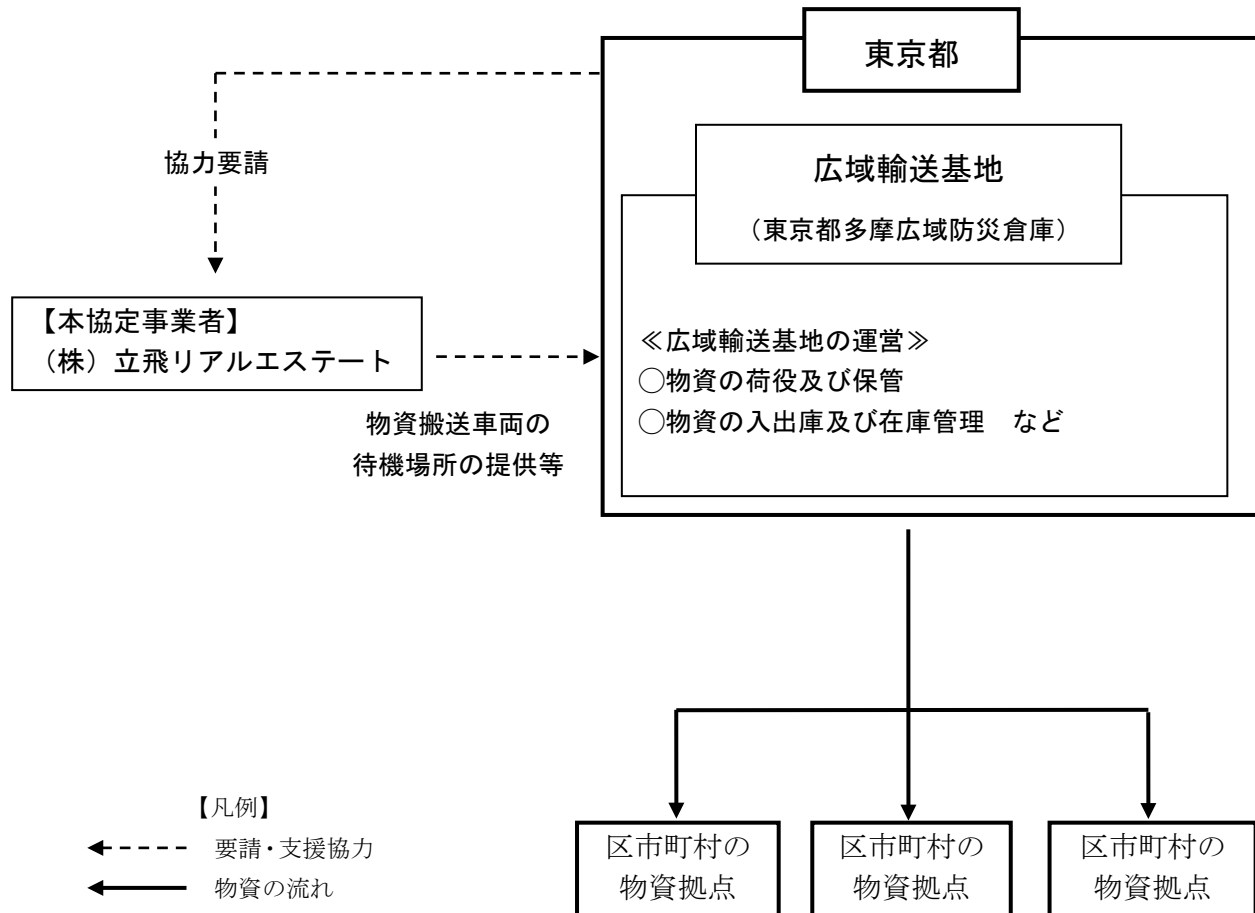 東京都
協力要請
広域輸送基地
（東京都多摩広域防災倉庫）
【本協定事業者】
（株）立飛リアルエステート
≪広域輸送基地の運営≫
○物資の荷役及び保管
○物資の入出庫及び在庫管理　など
物資搬送車両の
待機場所の提供等
【凡例】
要請・支援協力
物資の流れ
区市町村の
物資拠点
区市町村の
物資拠点
区市町村の
物資拠点